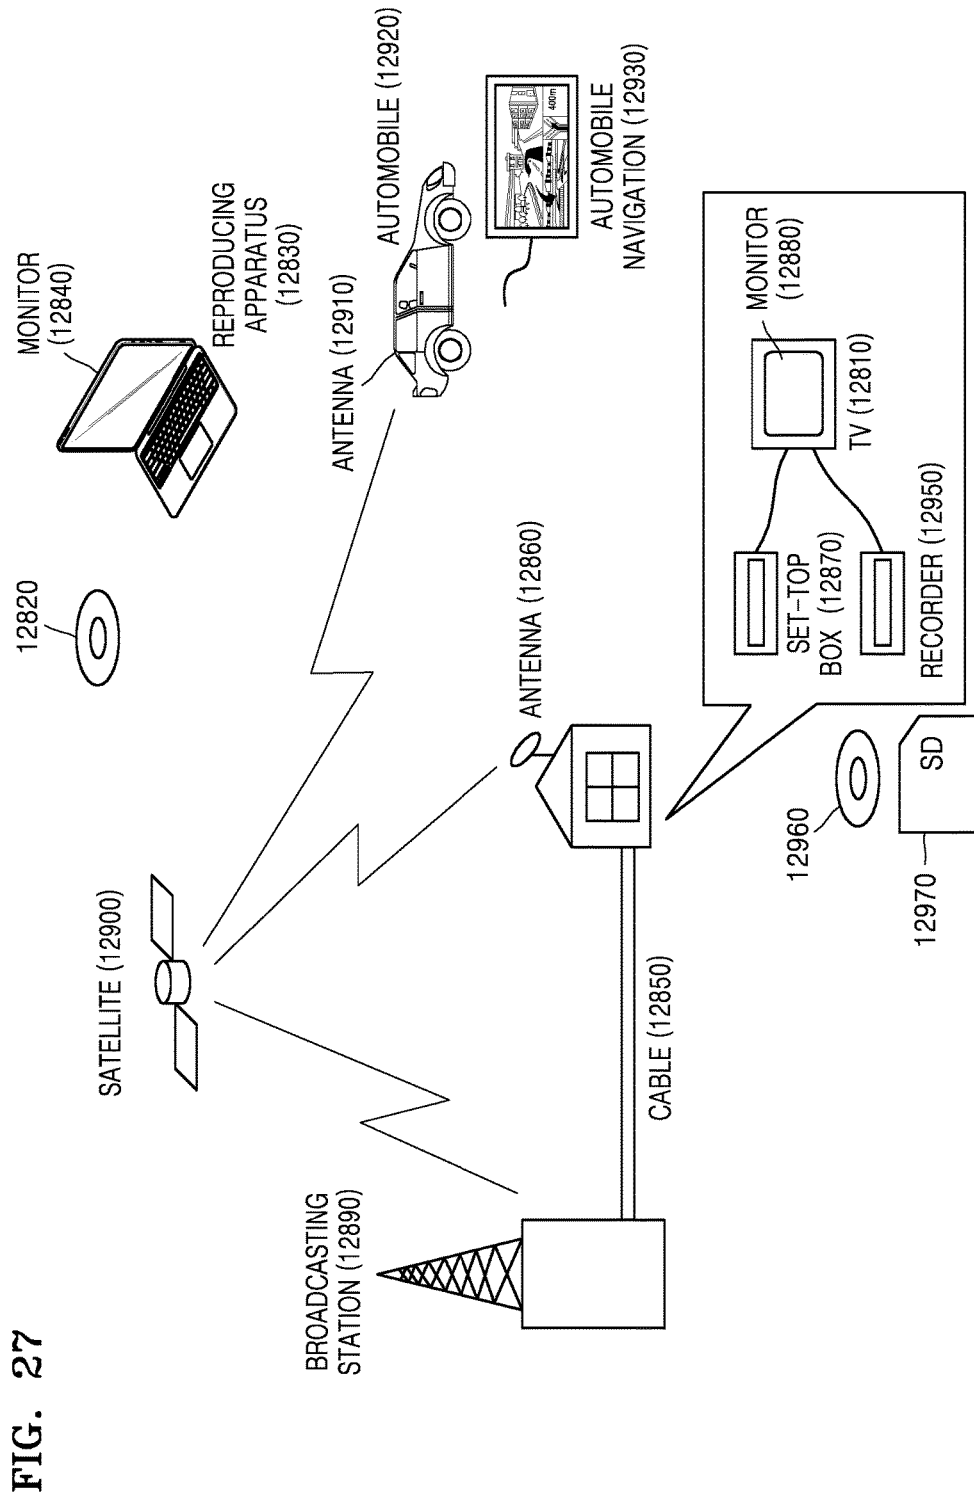 FIG. 27
BROADCASTING
STATION (12890)
SATELLITE (12900)
12820
MONITOR
(12840)
REPRODUCING
APPARATUS
(12830)
ANTENNA (12910)
AUTOMOBILE (12920)
400m
AUTOMOBILE
NAVIGATION (12930)
ANTENNA (12860)
CABLE (12850)
MONITOR
(12880)
TV (12810)
SET-TOP
BOX (12870)
RECORDER (12950)
12960
12970
SD